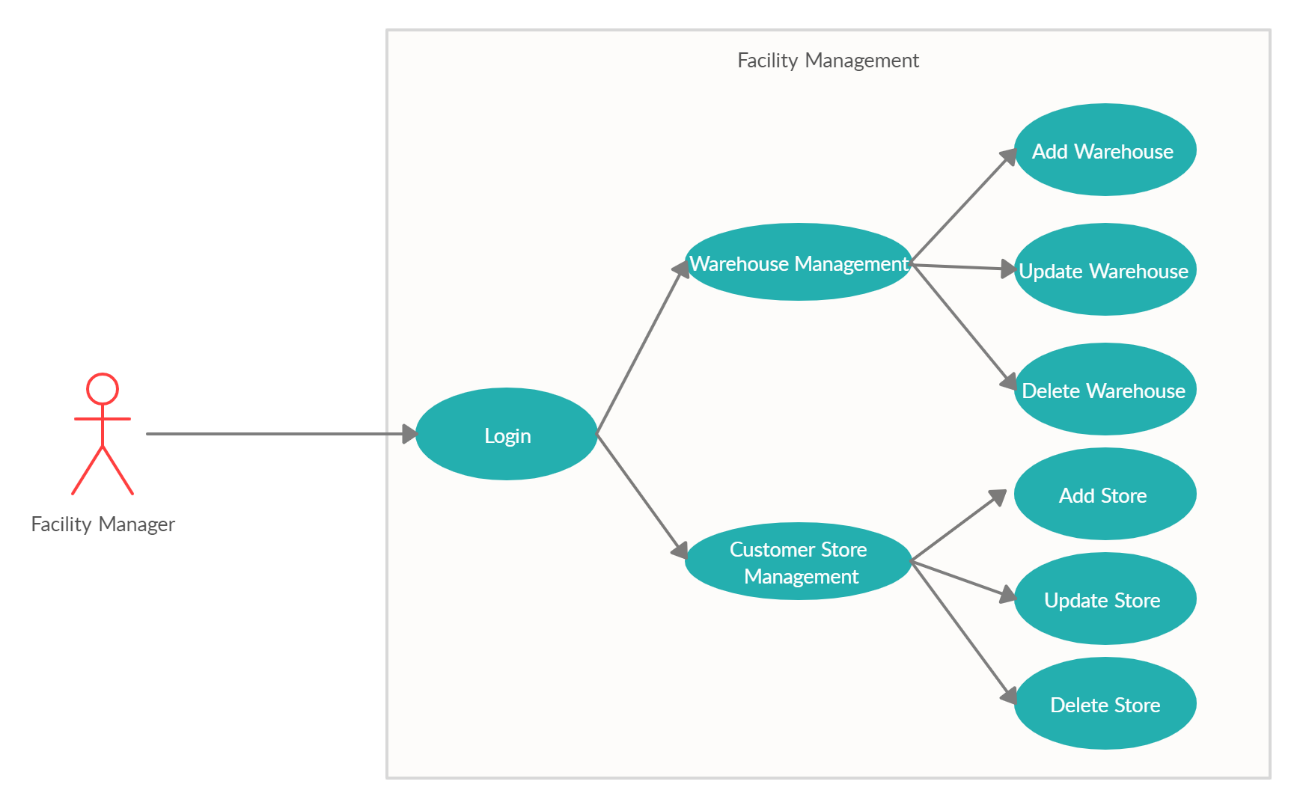 Facility Management
Add Warehouse
Warehouse Management
Update Warehouse
Delete Warehouse
Login
Add Store
Facility Manager
Customer Store
Management
Update Store
Delete Store